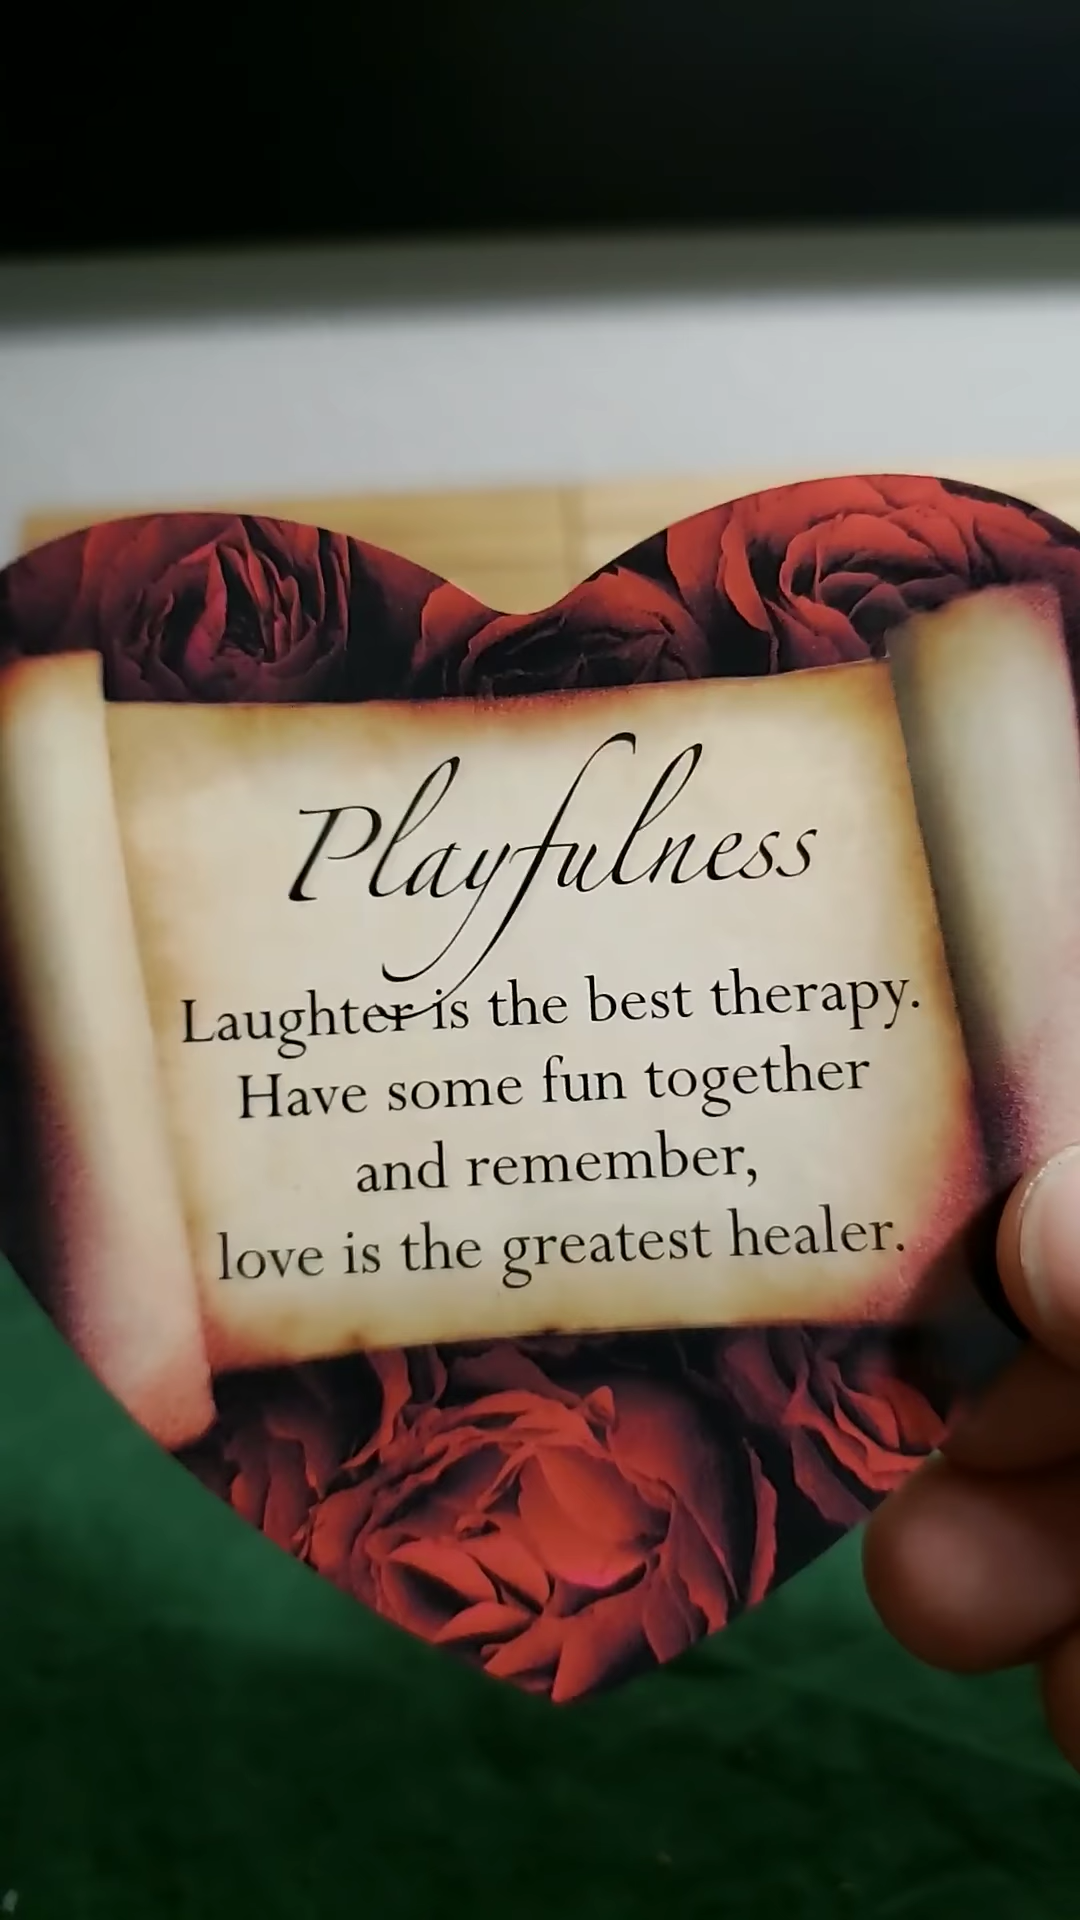 Playfulness
Laughter is the best therapy.
Have some fun together
and remember,
love is the greatest healer.